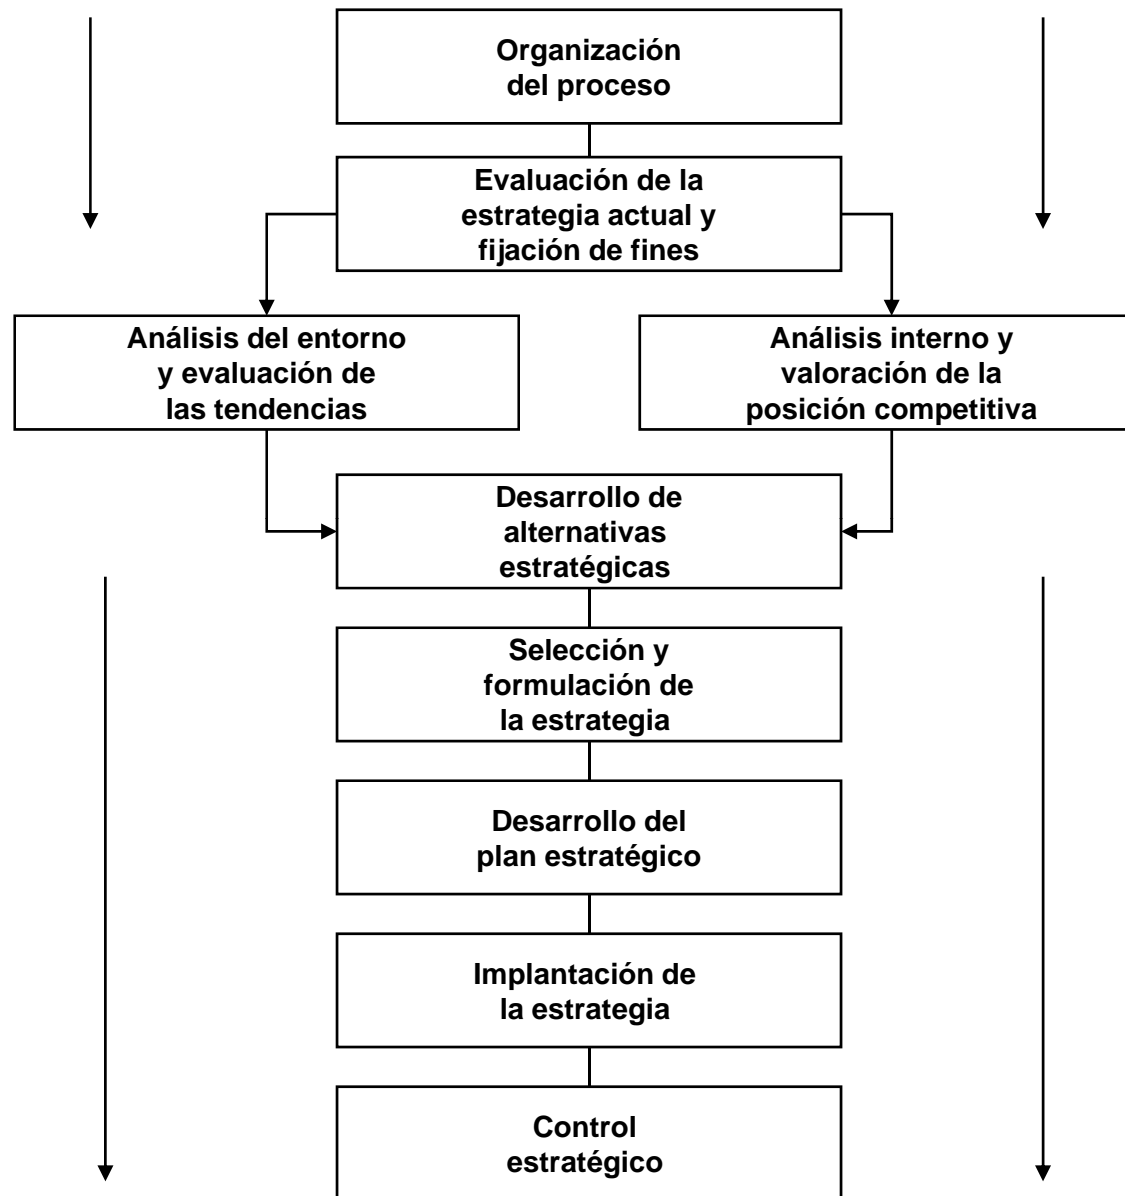 Organización
del proceso
Evaluación de la
estrategia actual y
fijación de fines
Análisis del entorno
y evaluación de
las tendencias
Análisis interno y
valoración de la
posición competitiva
Desarrollo de
alternativas
estratégicas
Selección y
formulación de
la estrategia
Desarrollo del
plan estratégico
Implantación de
la estrategia
Control
estratégico